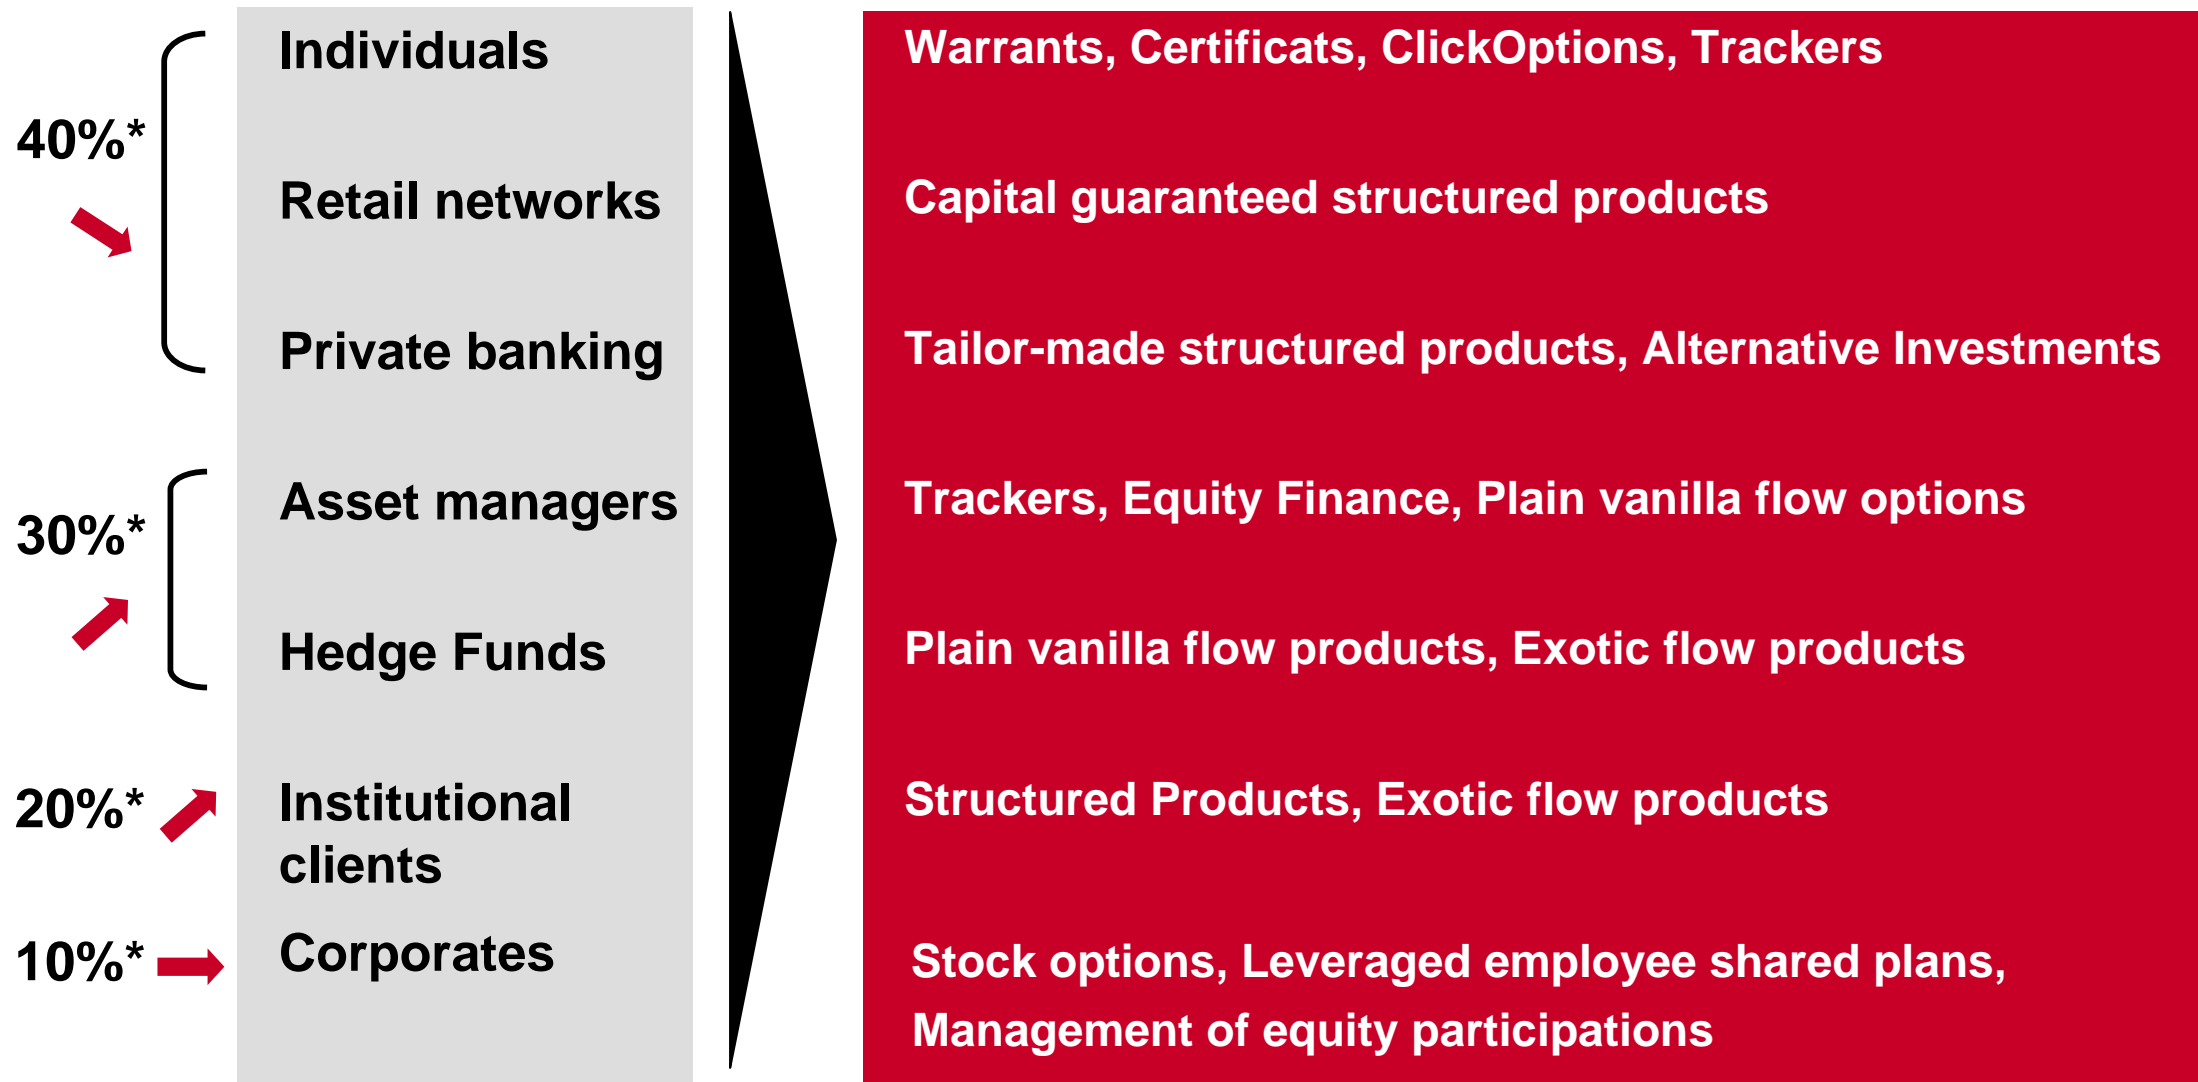 Individuals
Warrants, Certificats, ClickOptions, Trackers
40%*
Retail networks
Capital guaranteed structured products
Private banking
Tailor-made structured products, Alternative Investments
Asset managers
Trackers, Equity Finance, Plain vanilla flow options
30%*
Hedge Funds
Plain vanilla flow products, Exotic flow products
20%*
Institutional
clients
Structured Products, Exotic flow products
10%*
Corporates
Stock options, Leveraged employee shared plans,
Management of equity participations